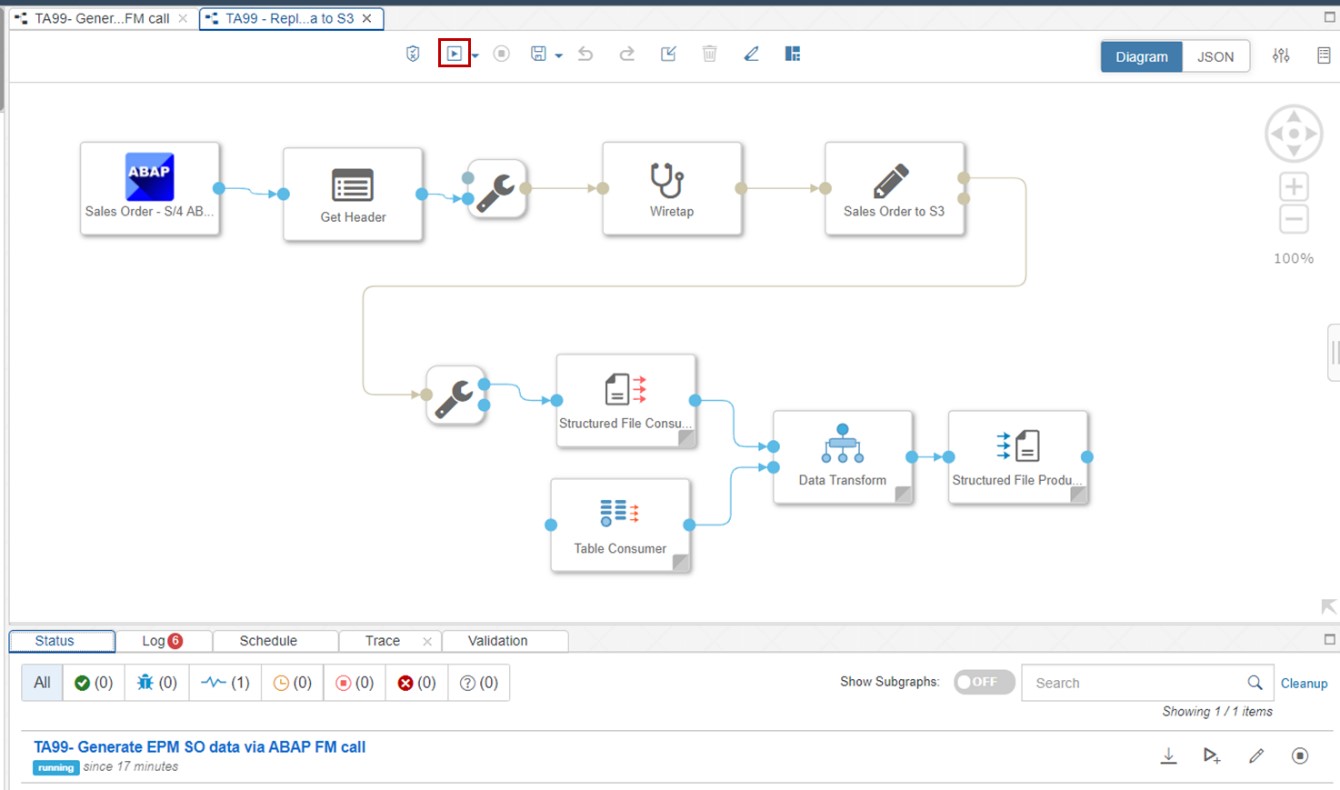 TA99- Gener...FM call
TA99 - Repl...a to S3
Diagram JSON
ABAP
Sales Order - S/4 AB...
Get Header
Wiretap
Sales Order to S3
100%
Structured File Consu...
Data Transform
Structured File Produ...
Table Consumer
Status Log 6 Schedule Trace Validation
All (0) (0) (1) (0) (0) (0) (0)
Show Subgraphs: OFF Search Cleanup
Showing 1 / 1 items
TA99- Generate EPM SO data via ABAP FM call
running since 17 minutes